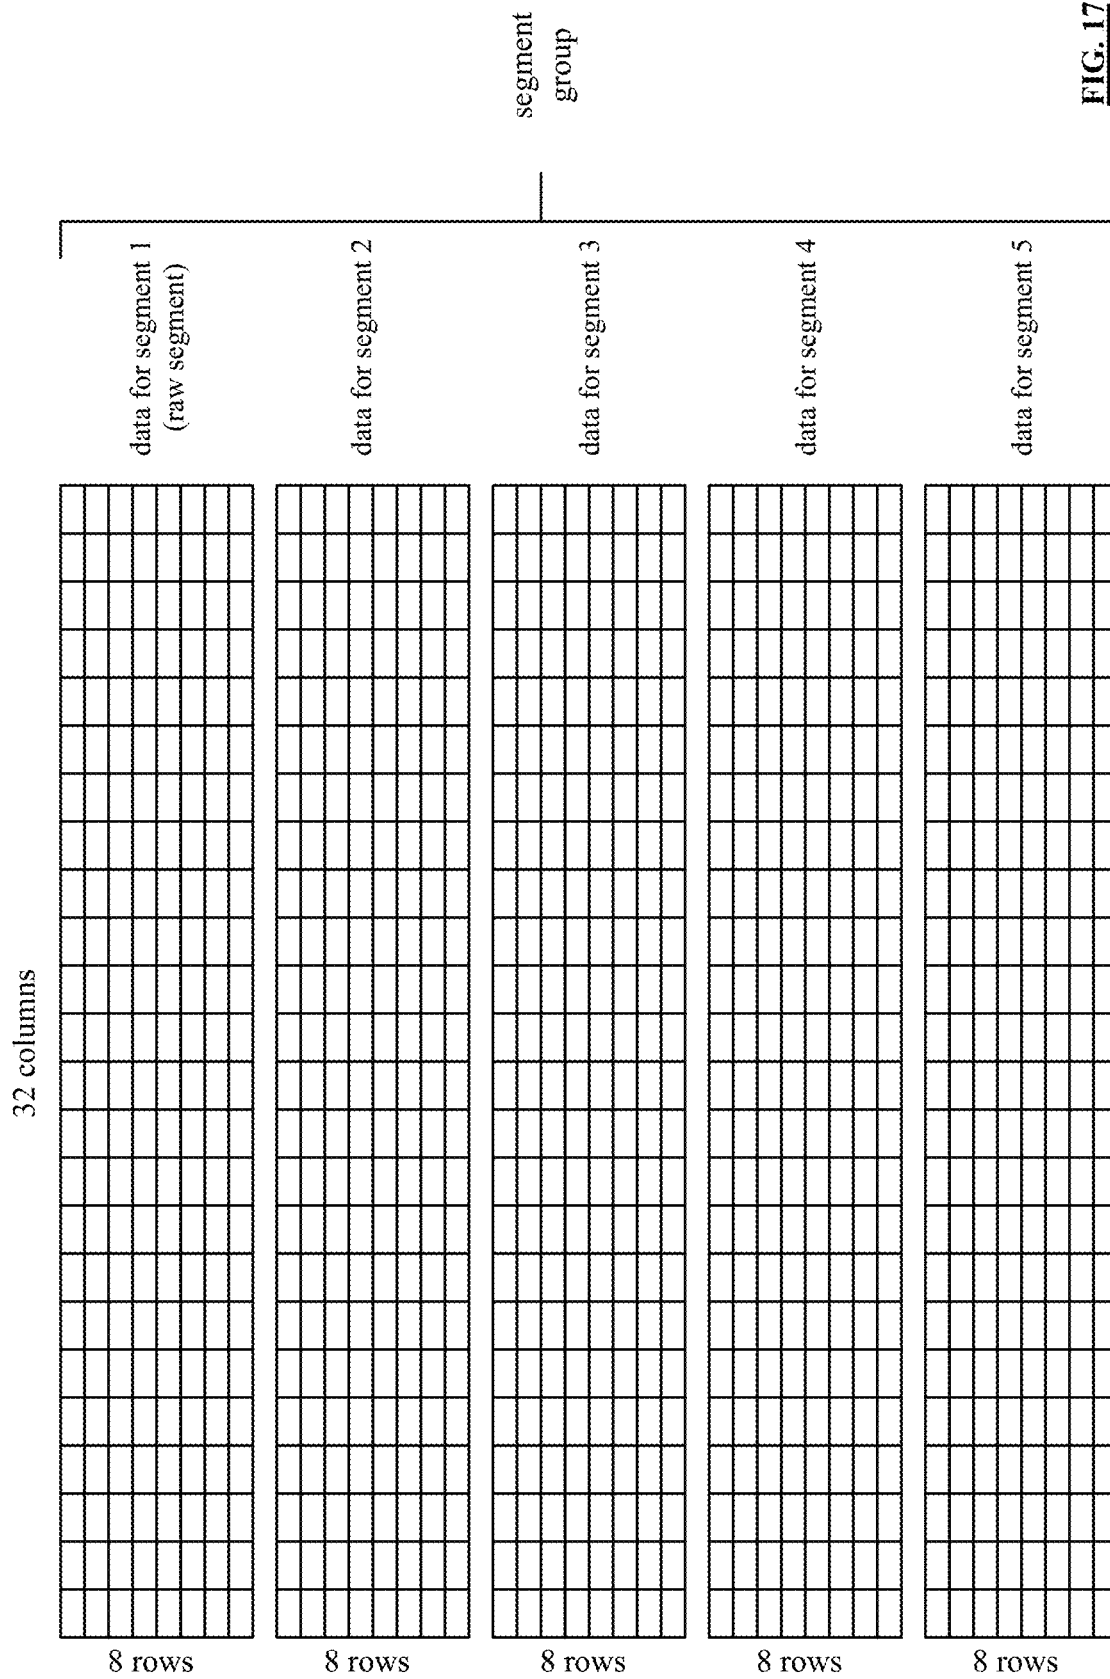 32 columns
8 rows
data for segment 1
(raw segment)
8 rows
data for segment 2
8 rows
data for segment 3
8 rows
data for segment 4
8 rows
data for segment 5
segment
group
FIG. 17